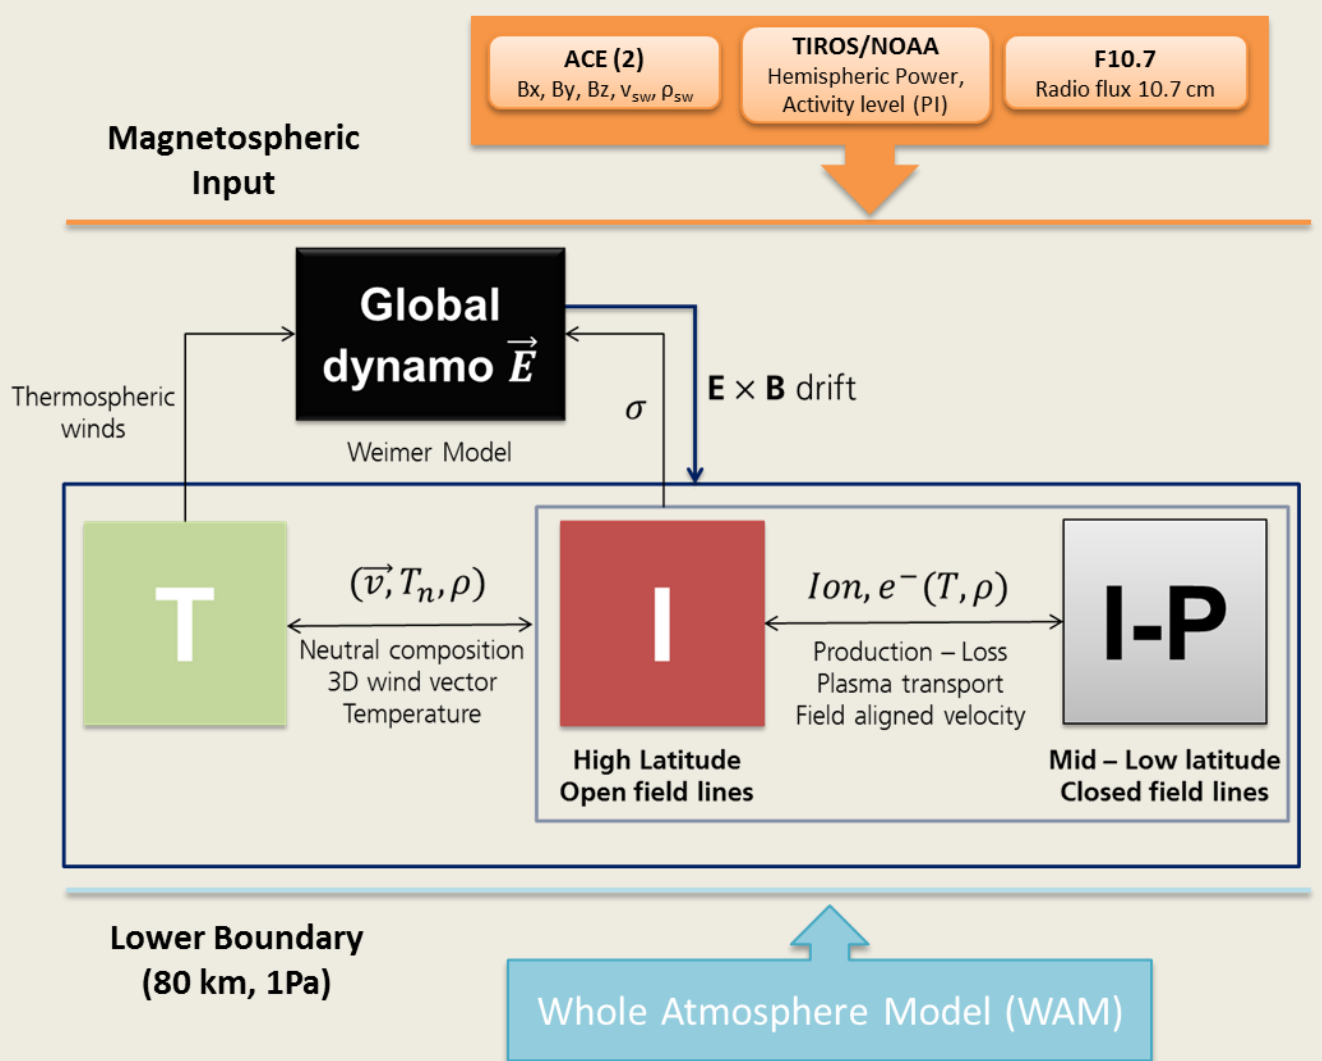 ACE (2)
Bx, By, Bz, vsw, ρsw
TIROS/NOAA
Hemispheric Power,
Activity level (PI)
F10.7
Radio flux 10.7 cm
Magnetospheric
Input
Global
dynamo E⃗
Weimer Model
Thermospheric
winds
σ
E × B drift
T
(v⃗, Tn, ρ)
Neutral composition
3D wind vector
Temperature
I
High Latitude
Open field lines
Ion, e⁻(T, ρ)
Production – Loss
Plasma transport
Field aligned velocity
I-P
Mid – Low latitude
Closed field lines
Lower Boundary
(80 km, 1Pa)
Whole Atmosphere Model (WAM)